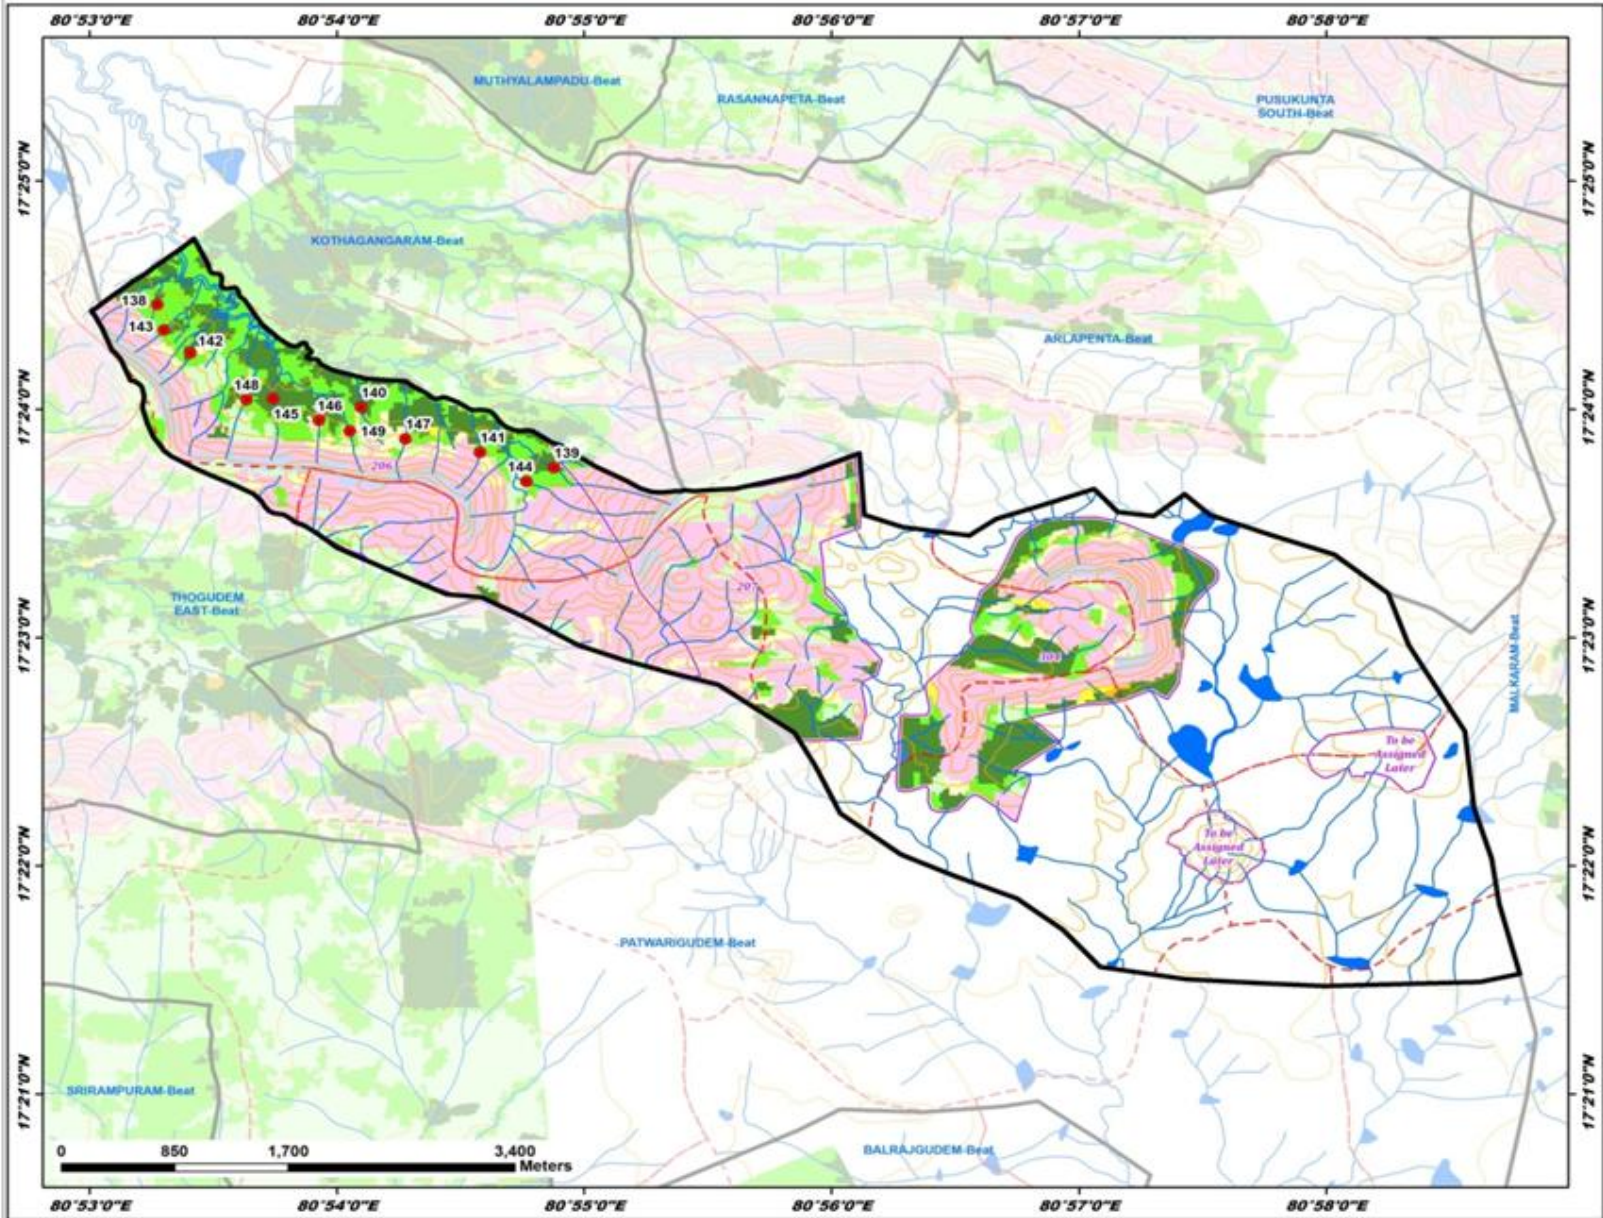 80°53'0"E 80°54'0"E 80°55'0"E 80°56'0"E 80°57'0"E 80°58'0"E
MUTHYALAMPADU-Beat
RASANNAPETA-Beat
PUSUKUNTA
SOUTH-Beat
17°25'0"N
17°25'0"N
KOTHAGANGARAM-Beat
138
143
142
ARLAPENTA-Beat
148
145
146
140
149
147
141
144
139
17°24'0"N
17°24'0"N
206
207
THOGUDEM
EAST-Beat
17°23'0"N
17°23'0"N
MALKARAM-Beat
To be
Assigned
Later
To be
Assigned
Later
17°22'0"N
17°22'0"N
PATWARIGUDEM-Beat
SRIRAMPURAM-Beat
17°21'0"N
17°21'0"N
BALRAJGUDEM-Beat
0 850 1,700 3,400
Meters
80°53'0"E 80°54'0"E 80°55'0"E 80°56'0"E 80°57'0"E 80°58'0"E